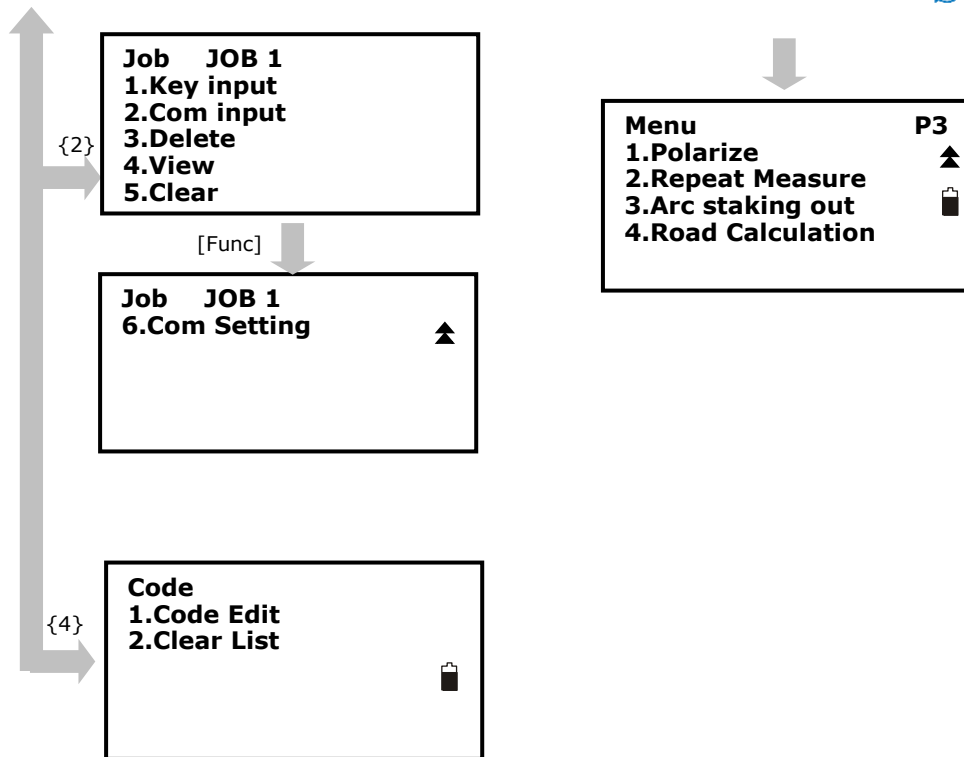 {2}
Job JOB 1
1.Key input
2.Com input
3.Delete
4.View
5.Clear
[Func]
Job JOB 1
6.Com Setting
{4}
Code
1.Code Edit
2.Clear List
Menu P3
1.Polarize
2.Repeat Measure
3.Arc staking out
4.Road Calculation